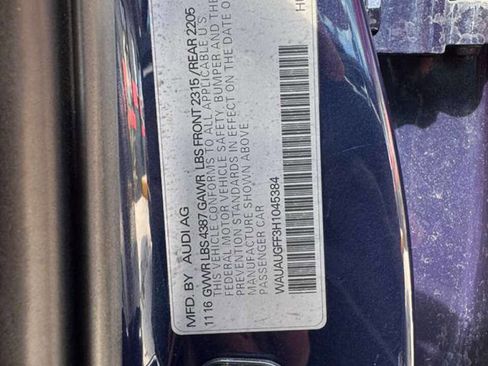 MFD. BY AUDI AG
11 16 GVWR LBS 4387 GAWR LBS FRONT 2315 / REAR 2205
THIS VEHICLE CONFORMS TO ALL APPLICABLE U.S.
FEDERAL MOTOR VEHICLE SAFETY, BUMPER AND THEFT
PREVENTION STANDARDS IN EFFECT ON THE DATE OF
MANUFACTURE SHOWN ABOVE
PASSENGER CAR
WAUAUGFF3H1045384